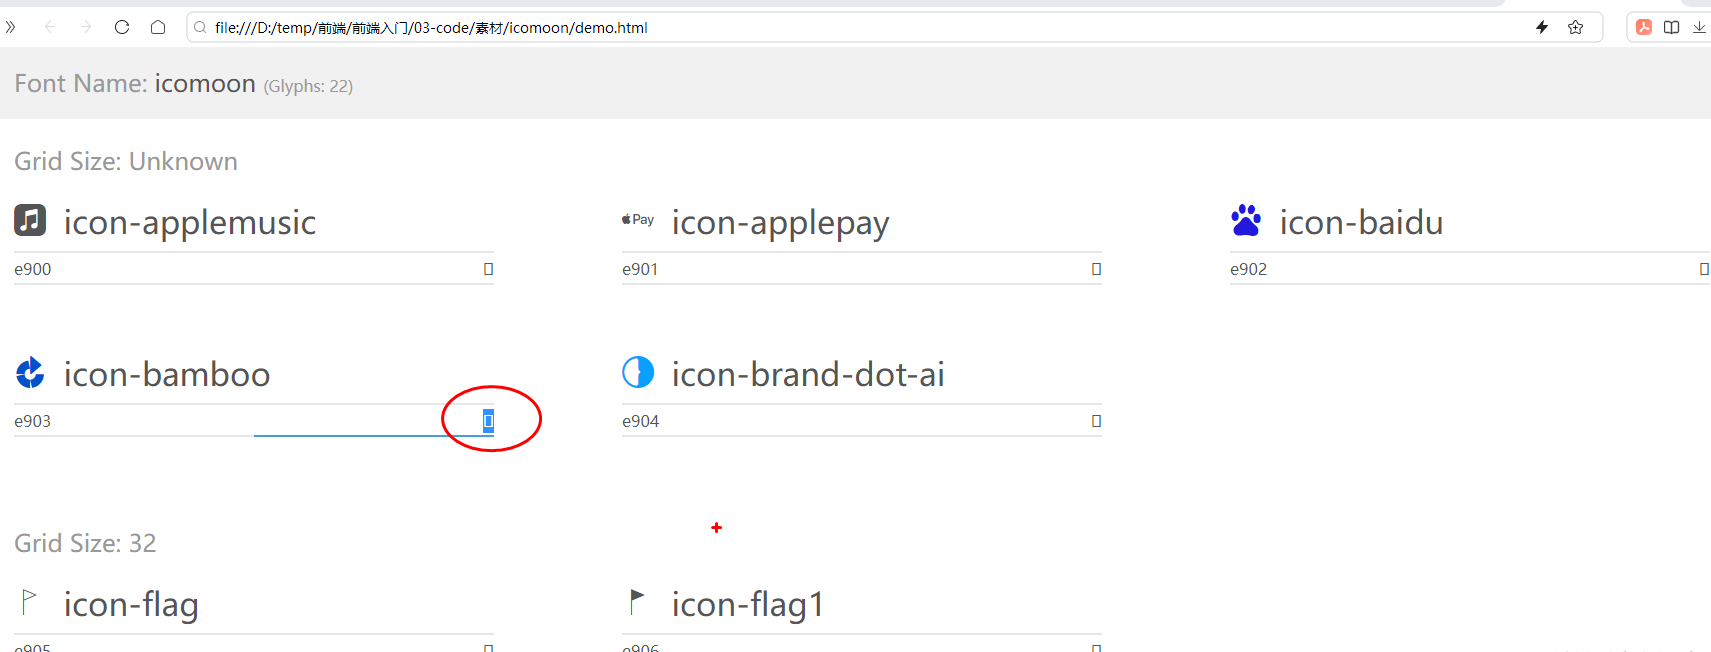 file:///D:/temp/前端/前端入门/03-code/素材/icomoon/demo.html
Font Name: icomoon (Glyphs: 22)
Grid Size: Unknown
icon-applemusic
Pay icon-applepay
icon-baidu
e900
e901
e902
icon-bamboo
icon-brand-dot-ai
e903
e904
Grid Size: 32
icon-flag
icon-flag1
e905
e906